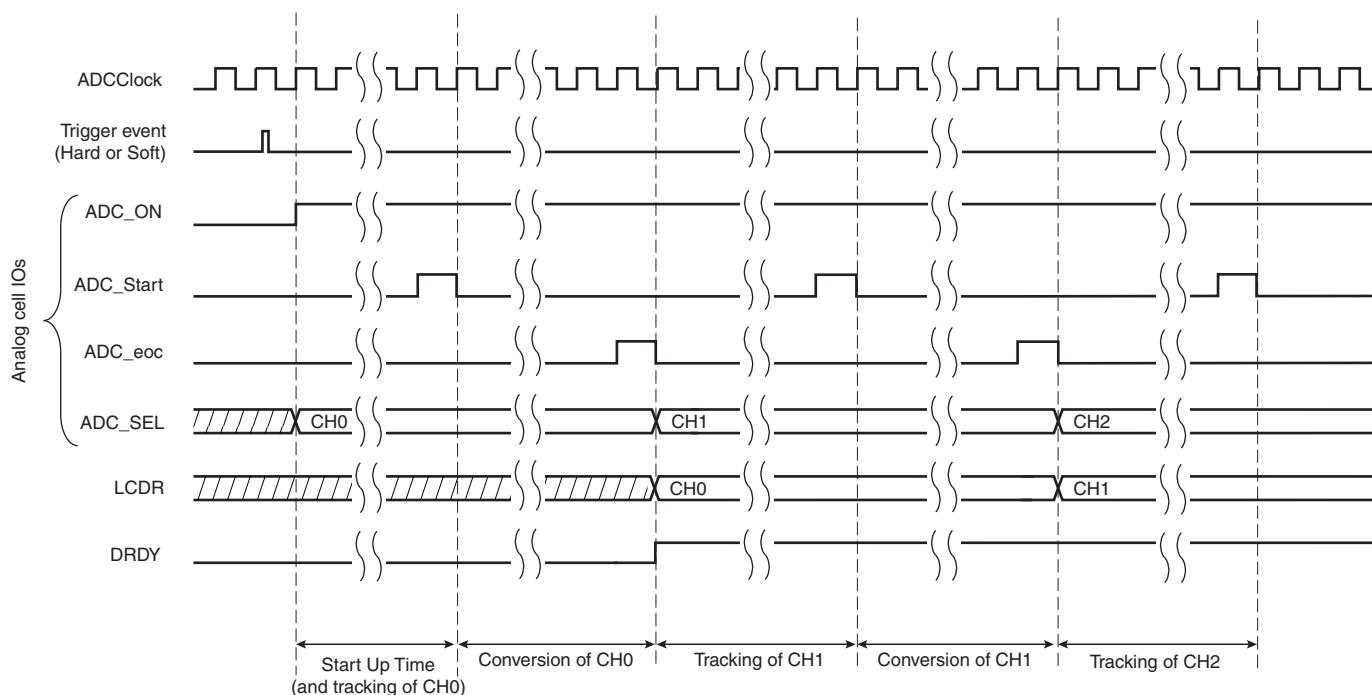 ADCClock
Trigger event
(Hard or Soft)
Analog cell IOs
ADC_ON
ADC_Start
ADC_eoc
ADC_SEL
CH0
CH1
CH2
LCDR
CH0
CH1
DRDY
Start Up Time
(and tracking of CH0)
Conversion of CH0
Tracking of CH1
Conversion of CH1
Tracking of CH2